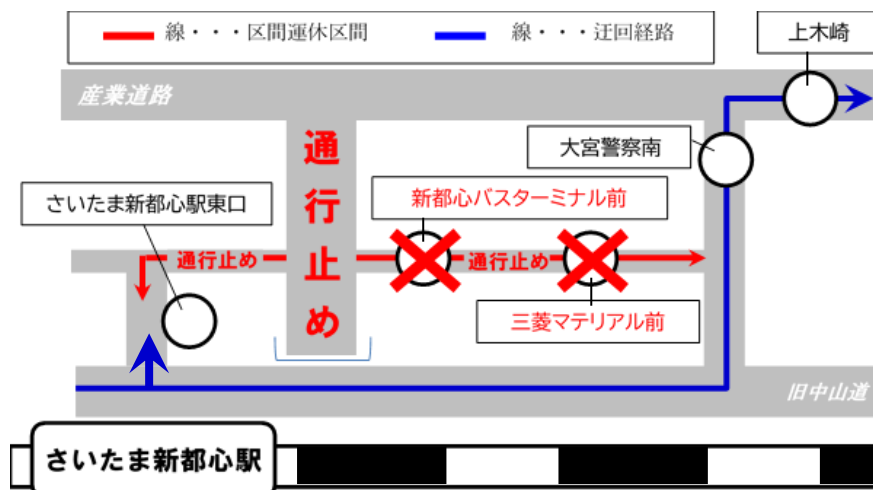 線・・・区間運休区間
線・・・迂回経路
上木崎
産業道路
大宮警察南
通行止め
新都心バスターミナル前
さいたま新都心駅東口
通行止め
通行止め
三菱マテリアル前
旧中山道
さいたま新都心駅